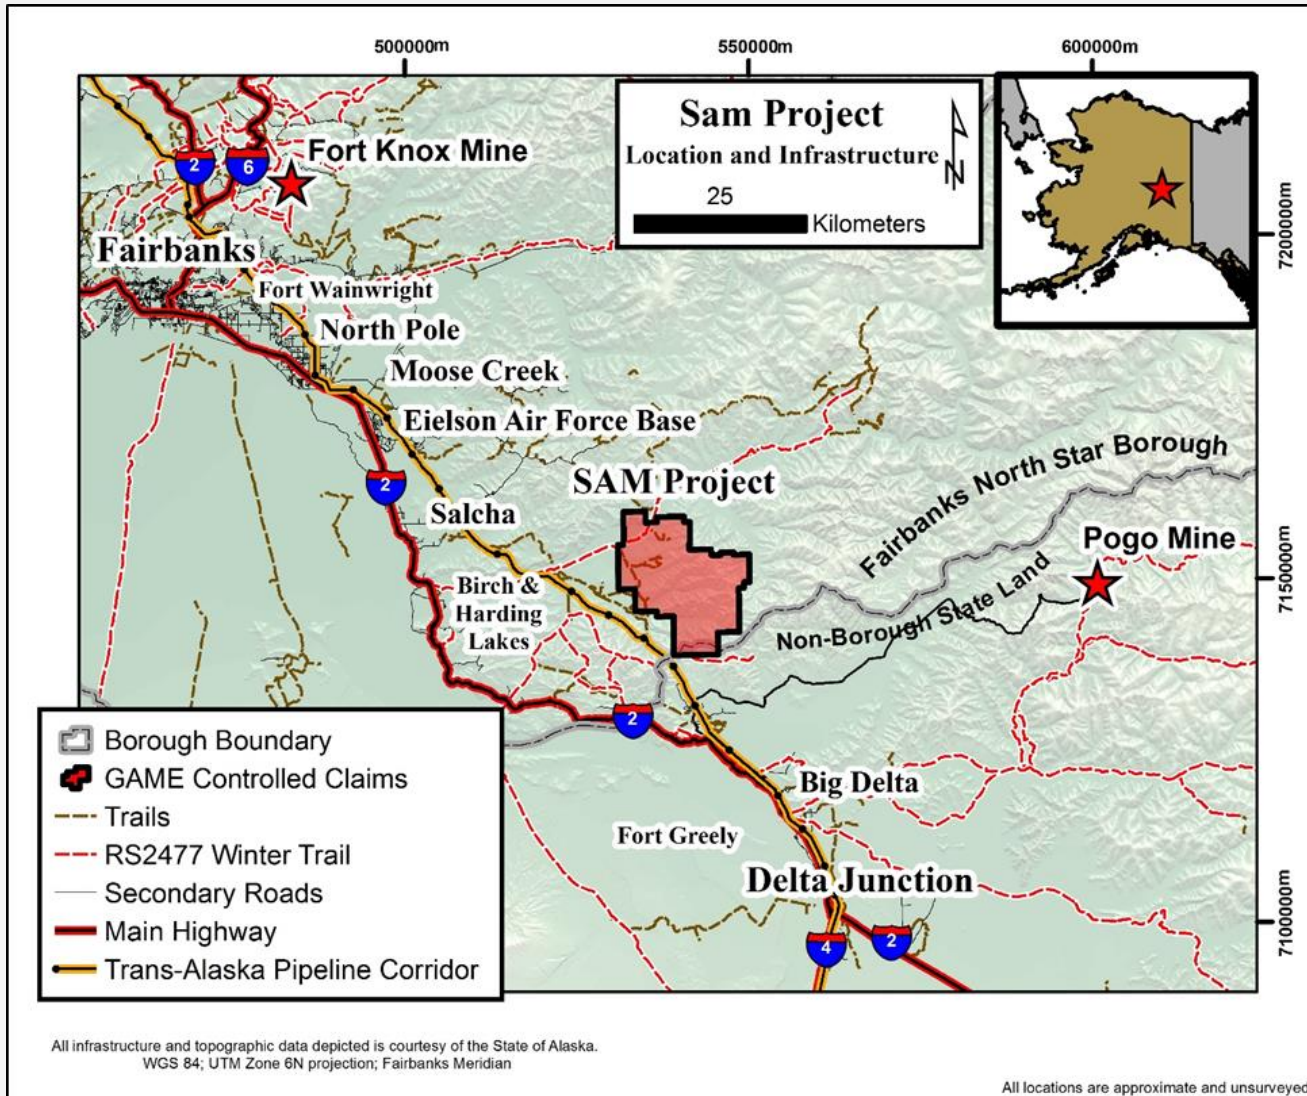 500000m
550000m
600000m
Sam Project
Location and Infrastructure
N
25
Kilometers
2
6
Fort Knox Mine
7200000m
Fairbanks
Fort Wainwright
North Pole
Moose Creek
Eielson Air Force Base
2
SAM Project
Salcha
Fairbanks North Star Borough
Pogo Mine
Birch &
Harding
Lakes
Non-Borough State Land
7150000m
2
Big Delta
Fort Greely
Delta Junction
4
2
7100000m
Borough Boundary
GAME Controlled Claims
Trails
RS2477 Winter Trail
Secondary Roads
Main Highway
Trans-Alaska Pipeline Corridor
All infrastructure and topographic data depicted is courtesy of the State of Alaska.
WGS 84; UTM Zone 6N projection; Fairbanks Meridian
All locations are approximate and unsurveyed